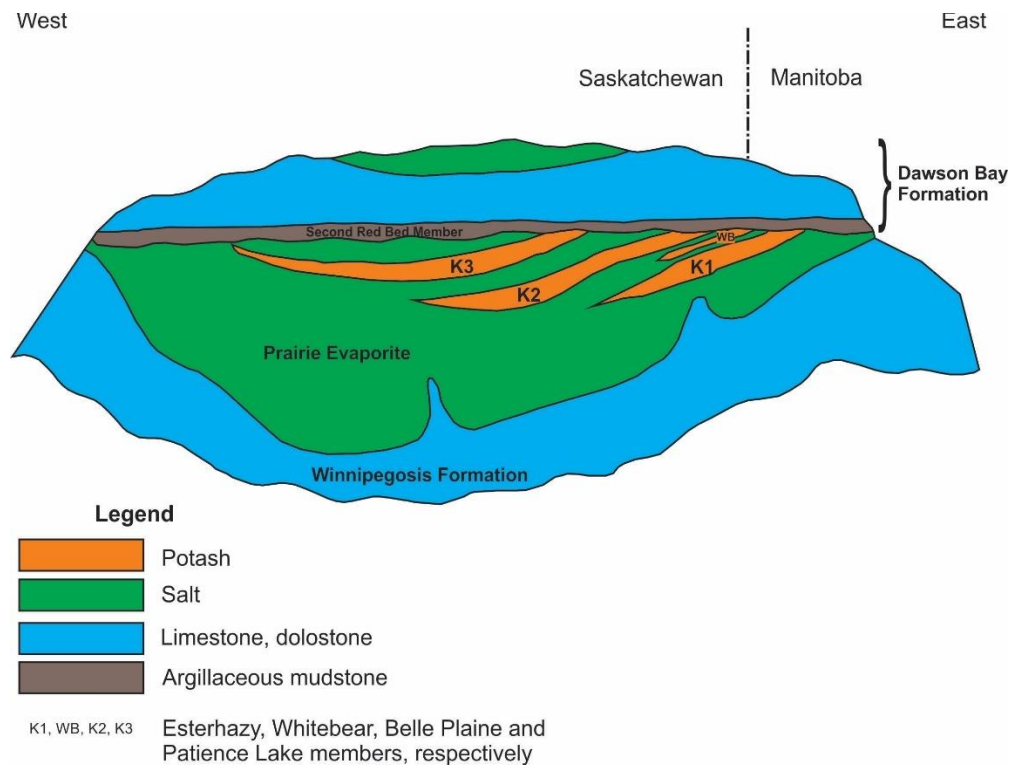 West
East
Saskatchewan
Manitoba
Dawson Bay
Formation
Second Red Bed Member
WB
K3
K1
K2
Prairie Evaporite
Winnipegosis Formation
Legend
Potash
Salt
Limestone, dolostone
Argillaceous mudstone
K1, WB, K2, K3
Esterhazy, Whitebear, Belle Plaine and
Patience Lake members, respectively